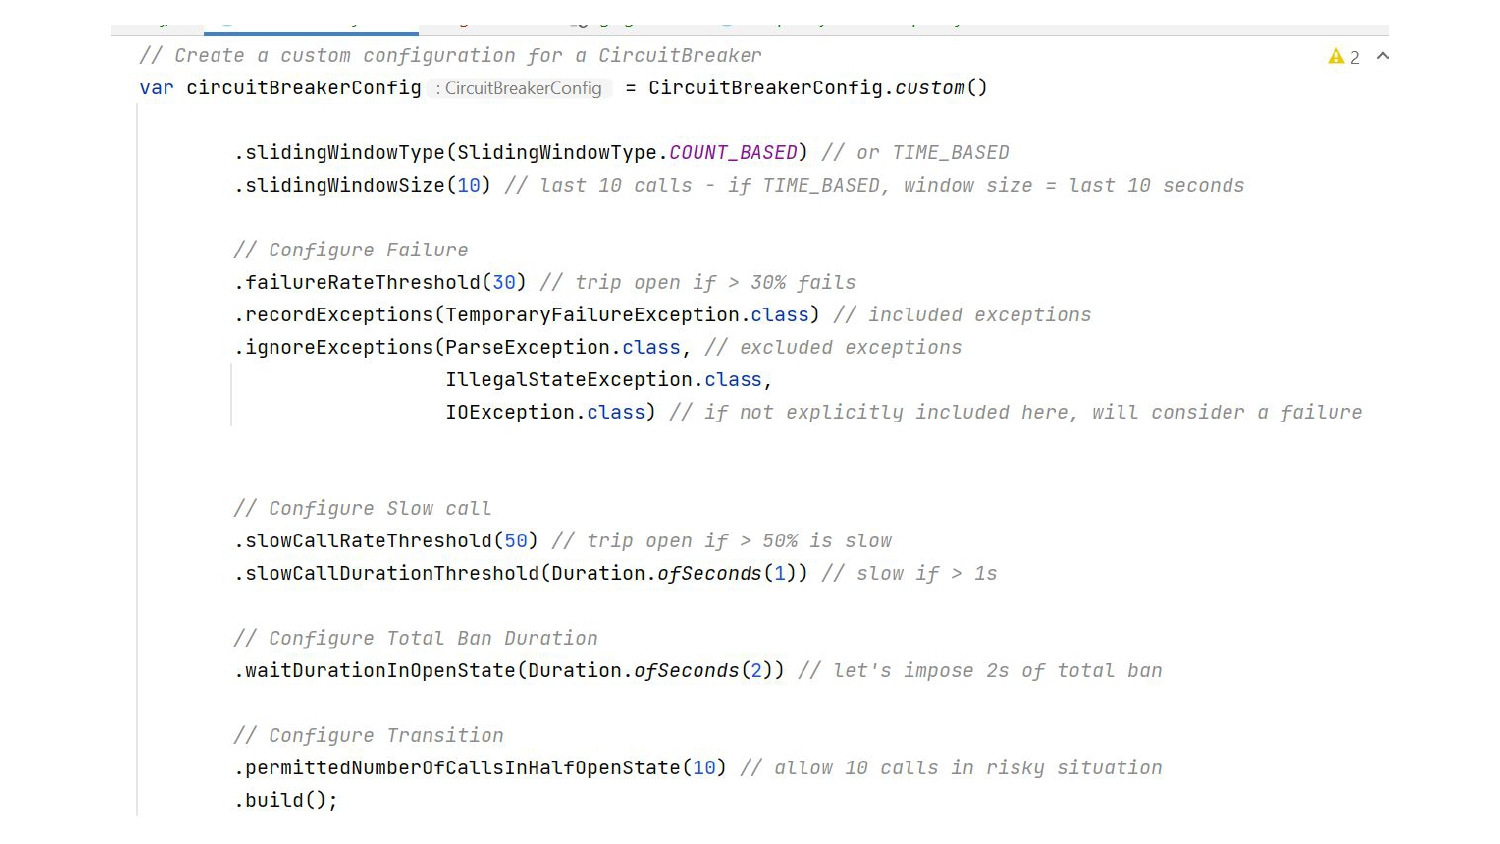 // Create a custom configuration for a CircuitBreaker
2
var circuitBreakerConfig : CircuitBreakerConfig = CircuitBreakerConfig.custom()
.slidingWindowType(SlidingWindowType.COUNT_BASED) // or TIME_BASED
.slidingWindowSize(10) // last 10 calls - if TIME_BASED, window size = last 10 seconds
// Configure Failure
.failureRateThreshold(30) // trip open if > 30% fails
.recordExceptions(TemporaryFailureException.class) // included exceptions
.ignoreExceptions(ParseException.class, // excluded exceptions
IllegalStateException.class,
IOException.class) // if not explicitly included here, will consider a failure
// Configure Slow call
.slowCallRateThreshold(50) // trip open if > 50% is slow
.slowCallDurationThreshold(Duration.ofSeconds(1)) // slow if > 1s
// Configure Total Ban Duration
.waitDurationInOpenState(Duration.ofSeconds(2)) // let's impose 2s of total ban
// Configure Transition
.permittedNumberOfCallsInHalfOpenState(10) // allow 10 calls in risky situation
.build();